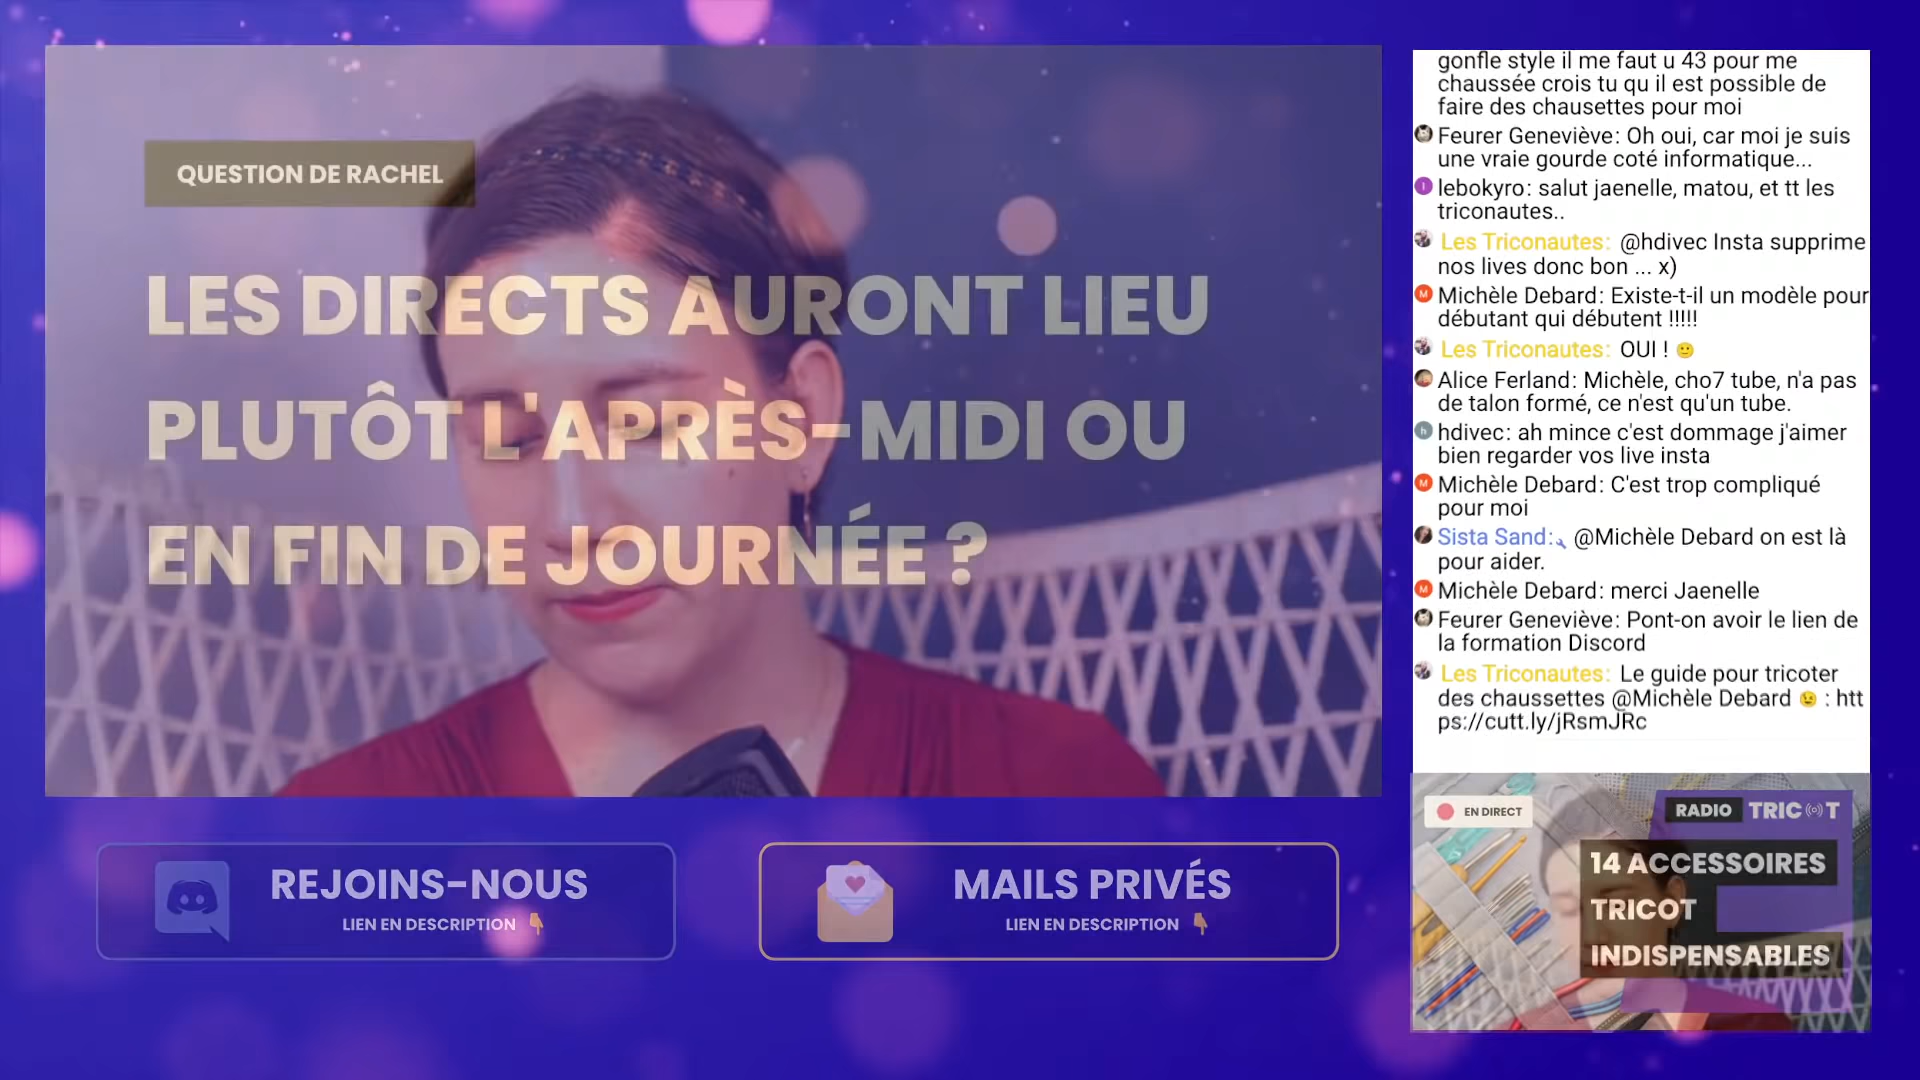 QUESTION DE RACHEL
LES DIRECTS AURONT LIEU
PLUTÔT L'APRÈS-MIDI OU
EN FIN DE JOURNÉE ?
REJOINS-NOUS
LIEN EN DESCRIPTION
MAILS PRIVÉS
LIEN EN DESCRIPTION
gonfle style il me faut u 43 pour me
chaussée crois tu qu il est possible de
faire des chausettes pour moi
Feurer Geneviève: Oh oui, car moi je suis
une vraie gourde coté informatique...
lebokyro: salut jaenelle, matou, et tt les
triconautes..
Les Triconautes: @hdivec Insta supprime
nos lives donc bon ... x)
Michèle Debard: Existe-t-il un modèle pour
débutant qui débutent !!!!!
Les Triconautes: OUI ! 🙂
Alice Ferland: Michèle, cho7 tube, n'a pas
de talon formé, ce n'est qu'un tube.
hdivec: ah mince c'est dommage j'aimer
bien regarder vos live insta
Michèle Debard: C'est trop compliqué
pour moi
Sista Sand: @Michèle Debard on est là
pour aider.
Michèle Debard: merci Jaenelle
Feurer Geneviève: Pont-on avoir le lien de
la formation Discord
Les Triconautes: Le guide pour tricoter
des chaussettes @Michèle Debard 😉 : htt
ps://cutt.ly/jRsmJRc
EN DIRECT
RADIO TRICOT
14 ACCESSOIRES
TRICOT
INDISPENSABLES